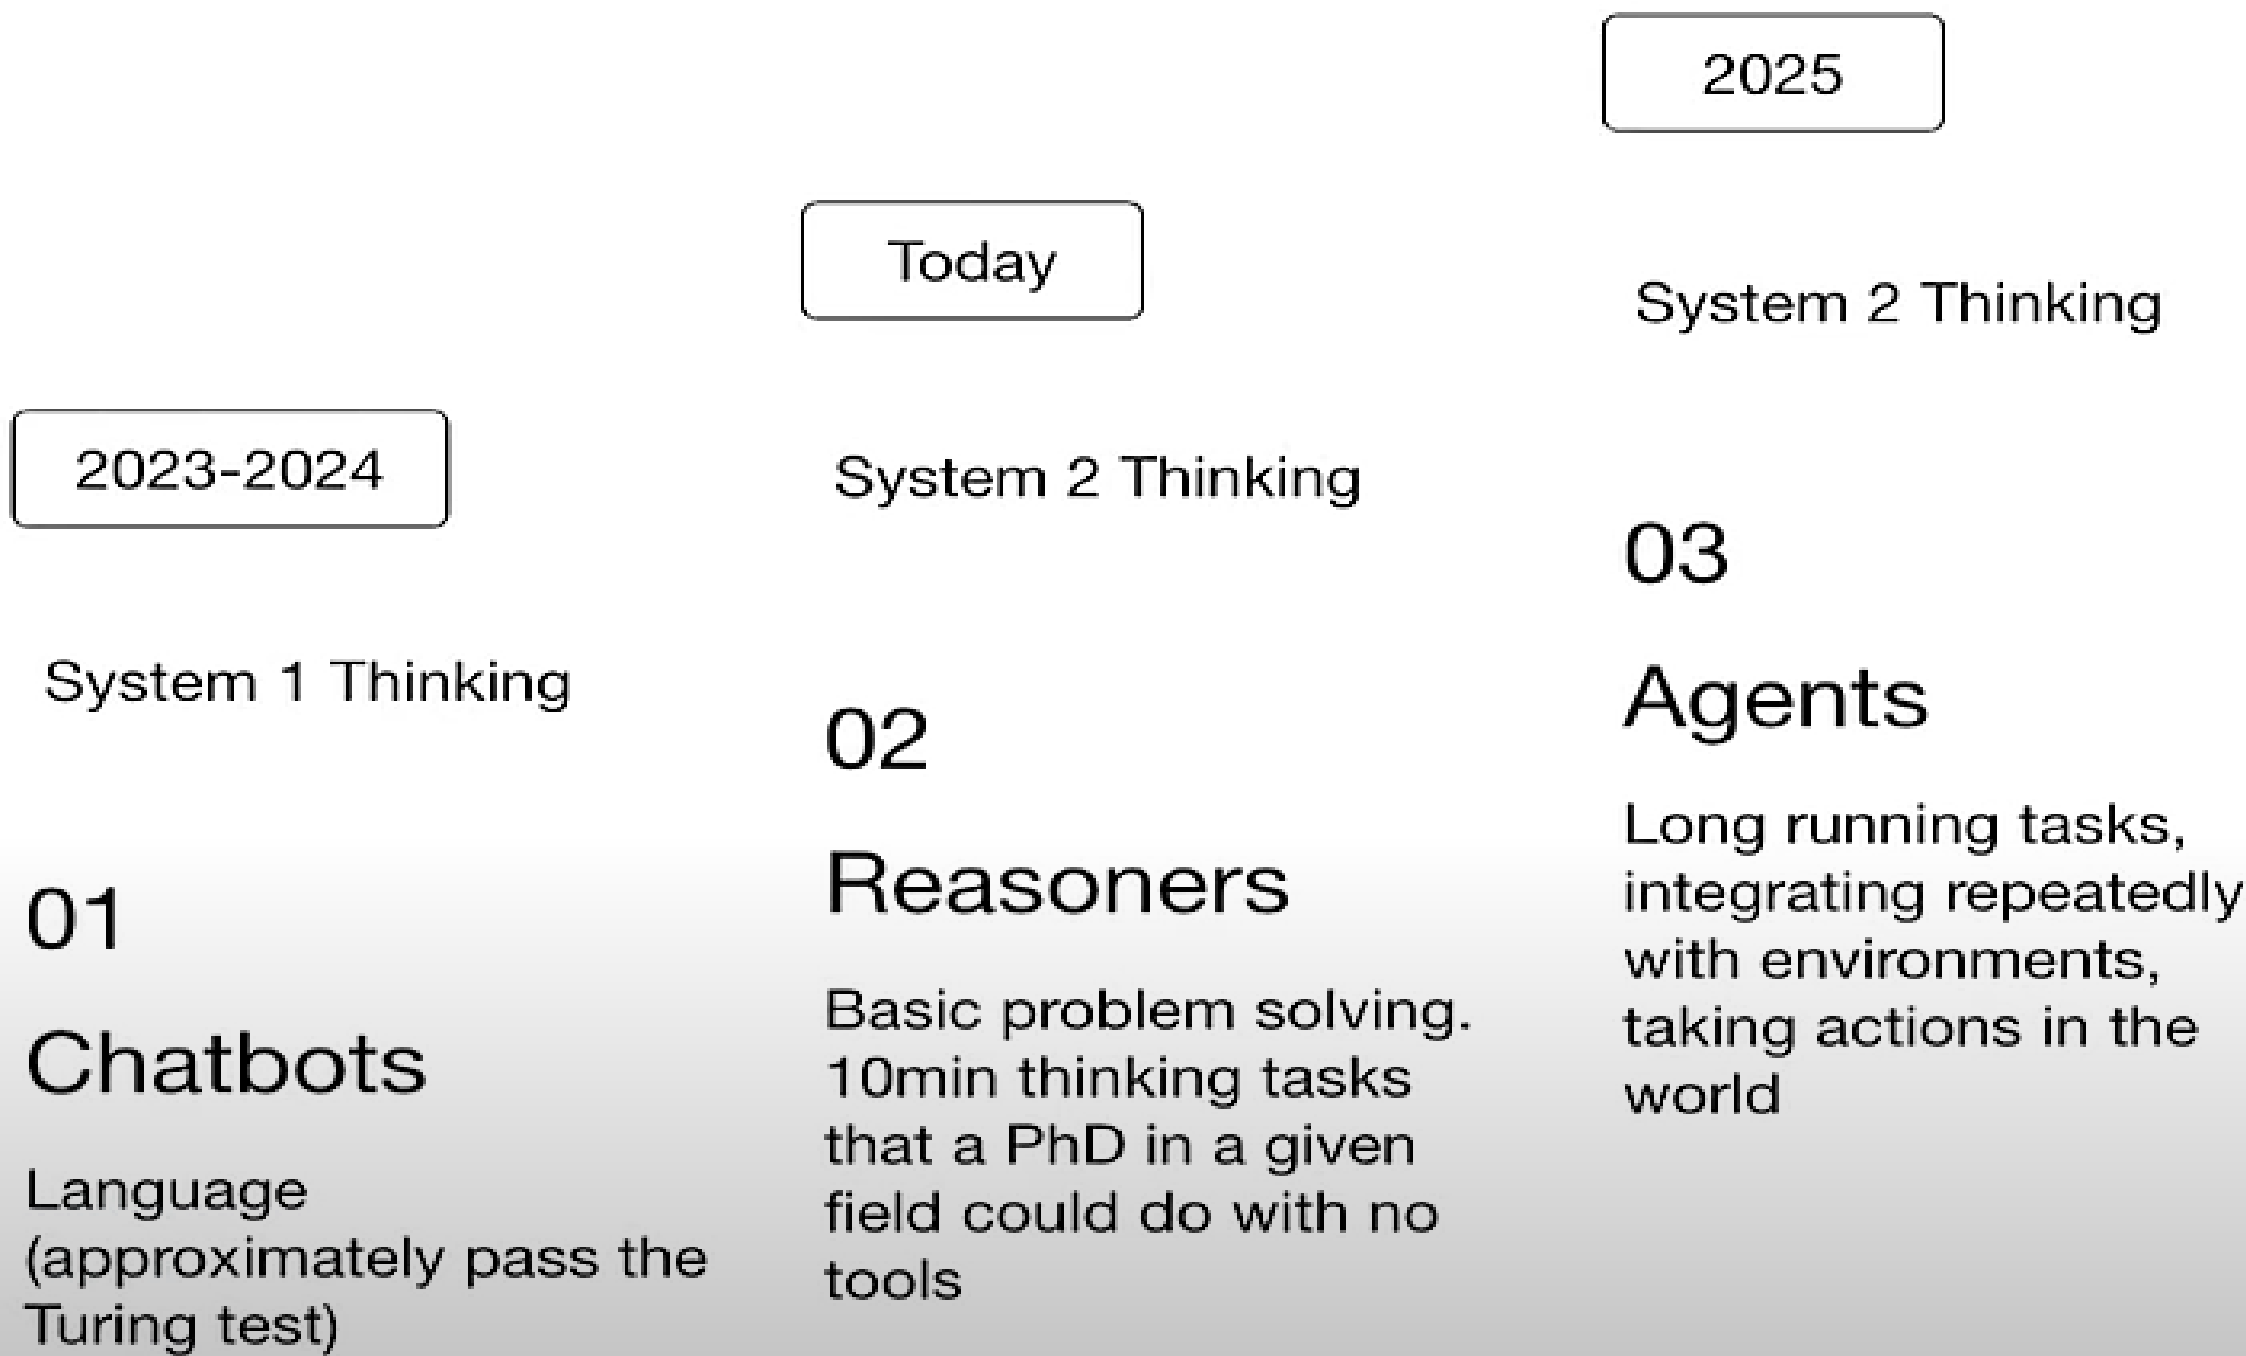 2023-2024
System 1 Thinking
01
Chatbots
Language
(approximately pass the
Turing test)
Today
System 2 Thinking
02
Reasoners
Basic problem solving.
10min thinking tasks
that a PhD in a given
field could do with no
tools
2025
System 2 Thinking
03
Agents
Long running tasks,
integrating repeatedly
with environments,
taking actions in the
world